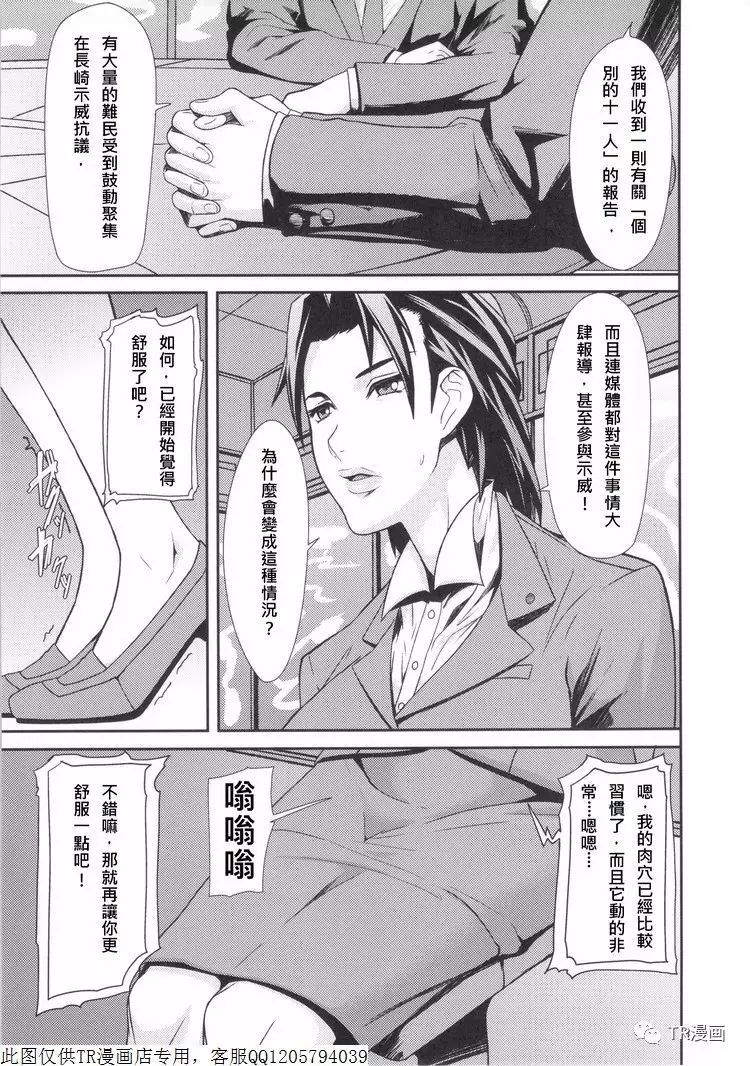 我們收到一則有關「個
別的十一人」的報告，
有大量的難民受到鼓動聚集
在長崎示威抗議，
而且連媒體都對這件事情大
肆報導，甚至參與示威！
為什麼會變成這種情況？
如何，已經開始覺得
舒服了吧？
ガクガクッ
嗯，我的肉穴已經比較
習慣了，而且它動的非
常……嗯嗯……
嗡嗡嗡
不錯嘛，那就再讓你更
舒服一點吧！
TR漫画
此图仅供TR漫画店专用，客服QQ1205794039